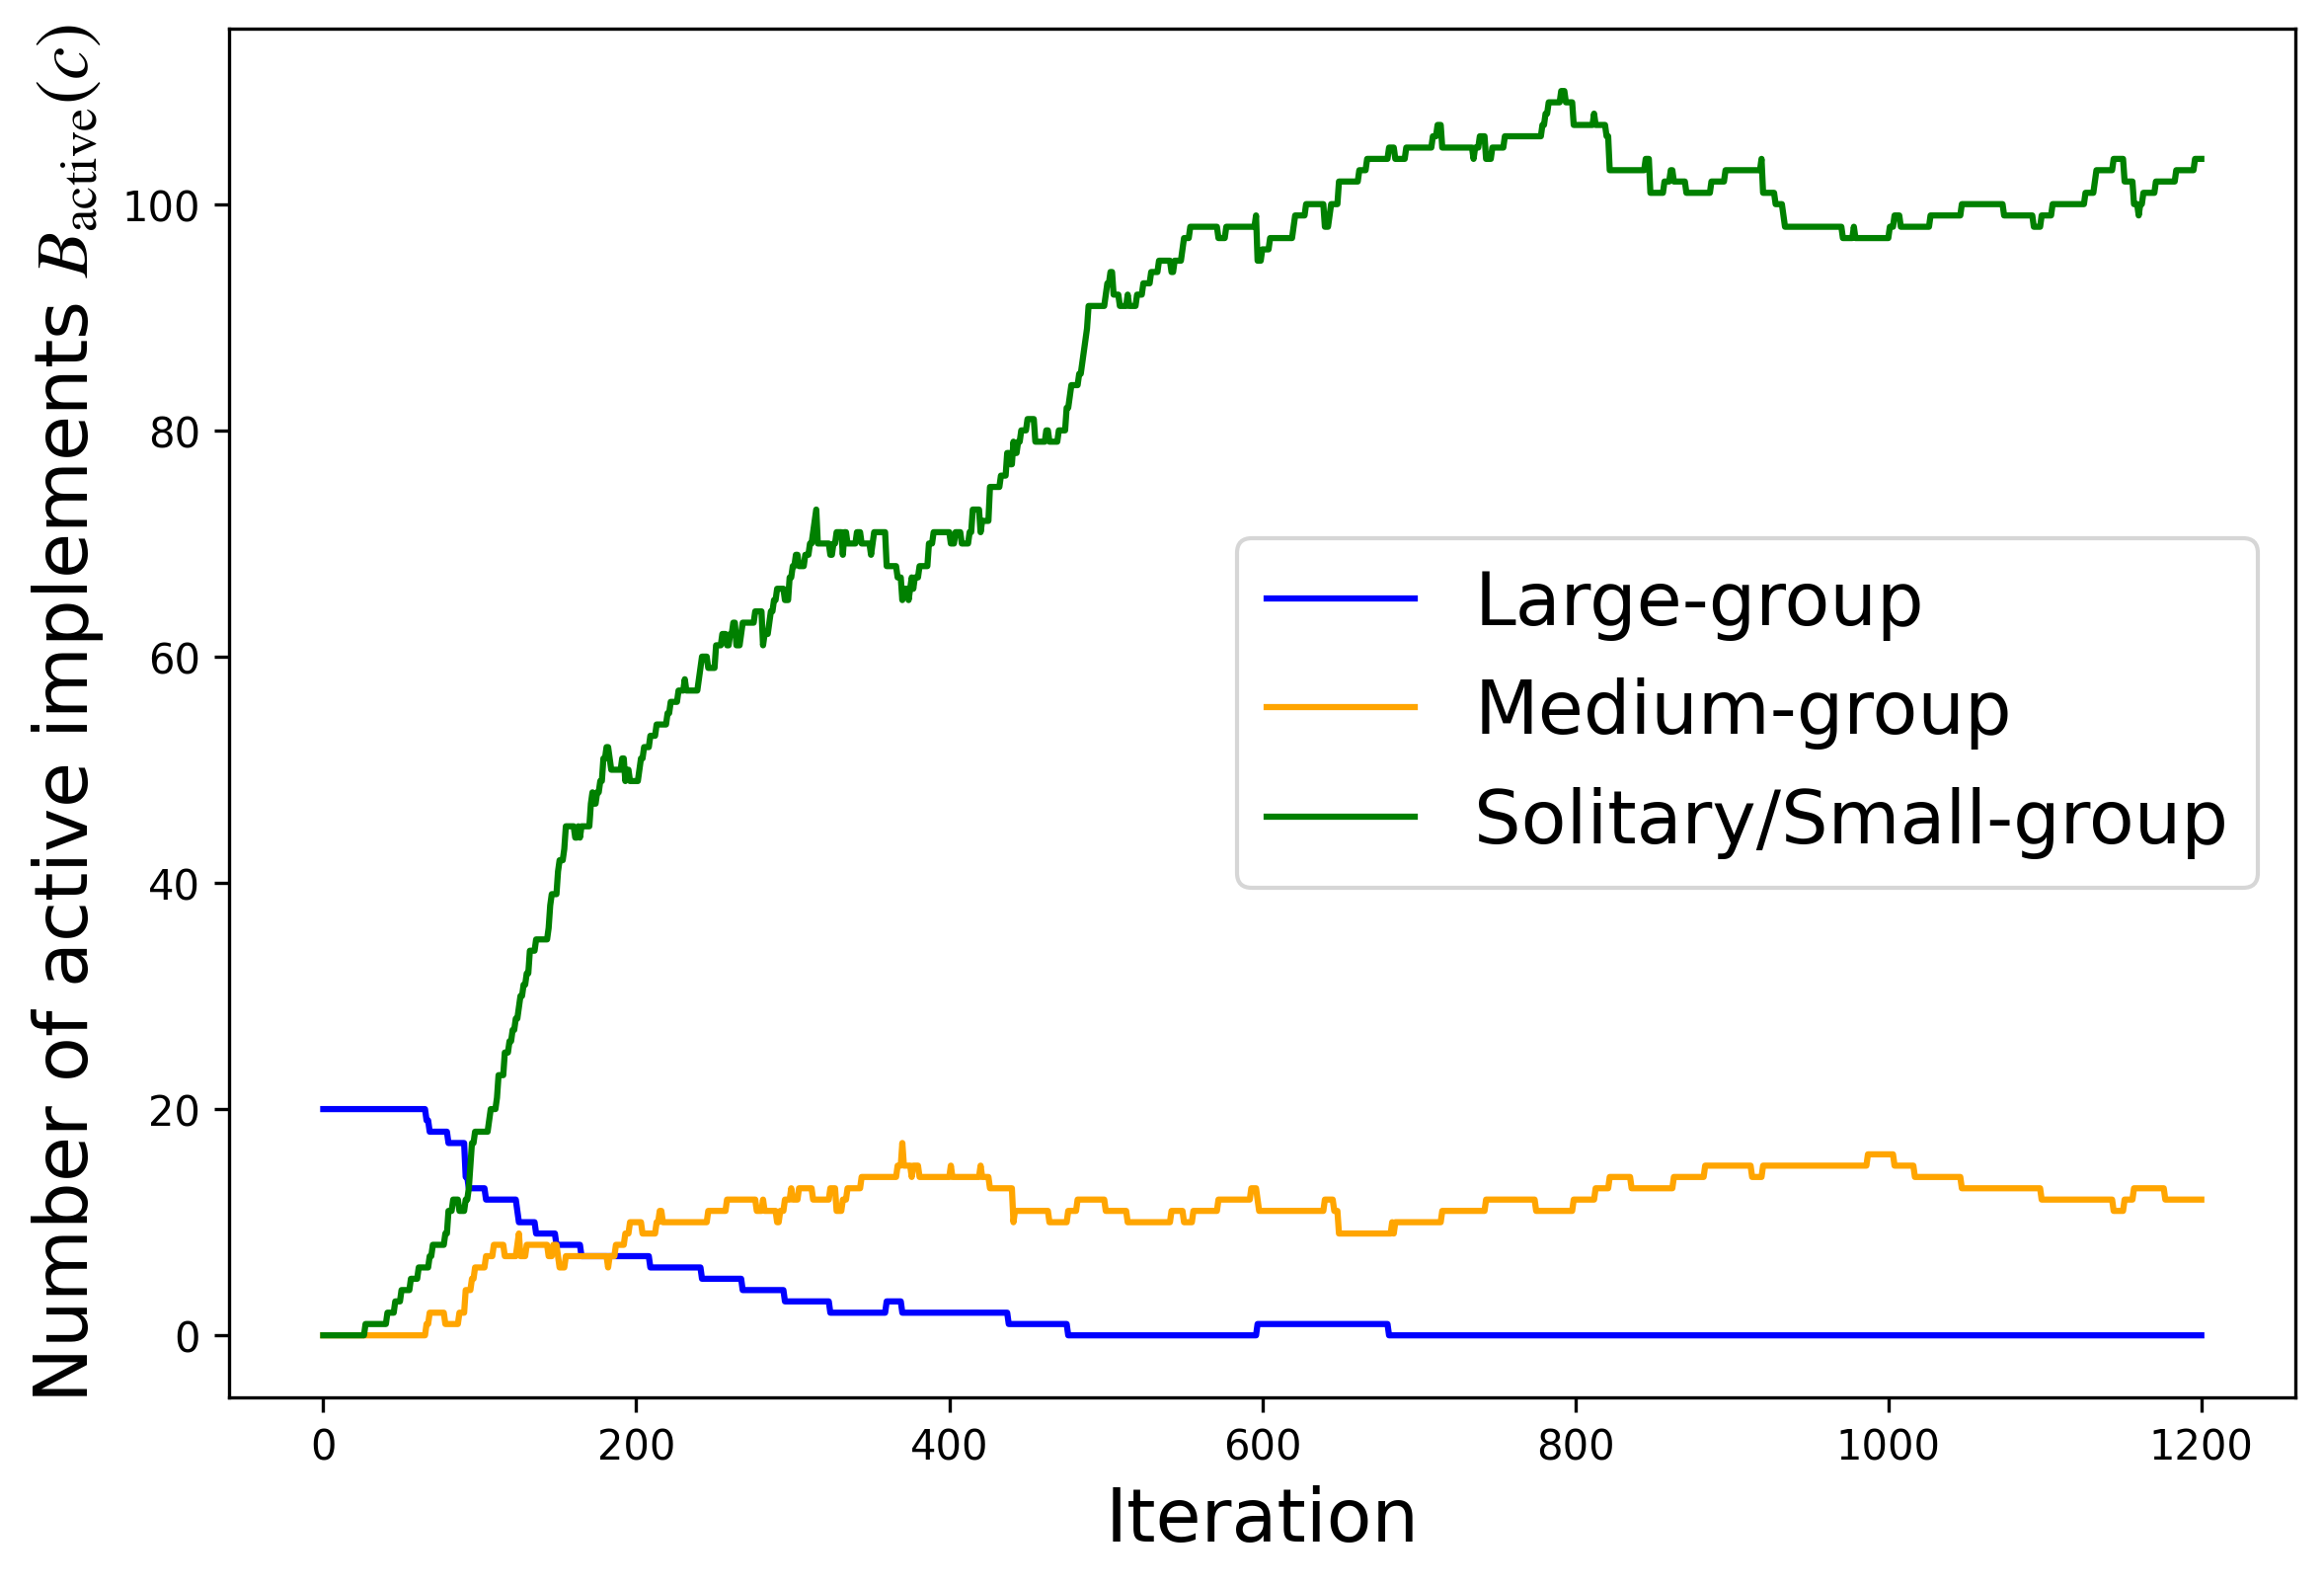 Number of active implements B_active(c)
100
80
60
40
20
0
Large-group
Medium-group
Solitary/Small-group
0 200 400 600 800 1000 1200
Iteration